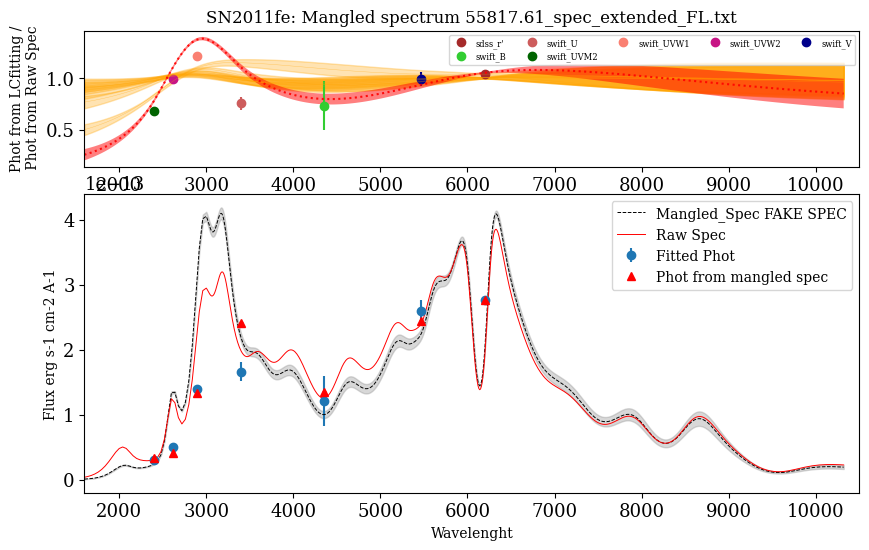 SN2011fe: Mangled spectrum 55817.61_spec_extended_FL.txt
Phot from LCfitting /
Phot from Raw Spec
1.0
0.5
sdss_r' swift_U swift_UVW1 swift_UVW2 swift_V
swift_B swift_UVM2
2000 3000 4000 5000 6000 7000 8000 9000 10000
1e−13
Flux erg s-1 cm-2 A-1
4
3
2
1
0
Mangled_Spec FAKE SPEC
Raw Spec
Fitted Phot
Phot from mangled spec
2000 3000 4000 5000 6000 7000 8000 9000 10000
Wavelenght